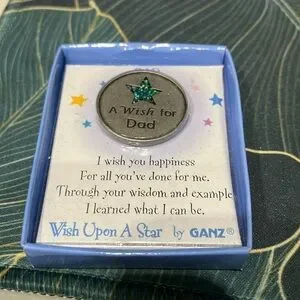 A Wish for
Dad
I wish you happiness
For all you've done for me.
Through your wisdom and example
I learned what I can be.
Wish Upon A Star by GANZ®